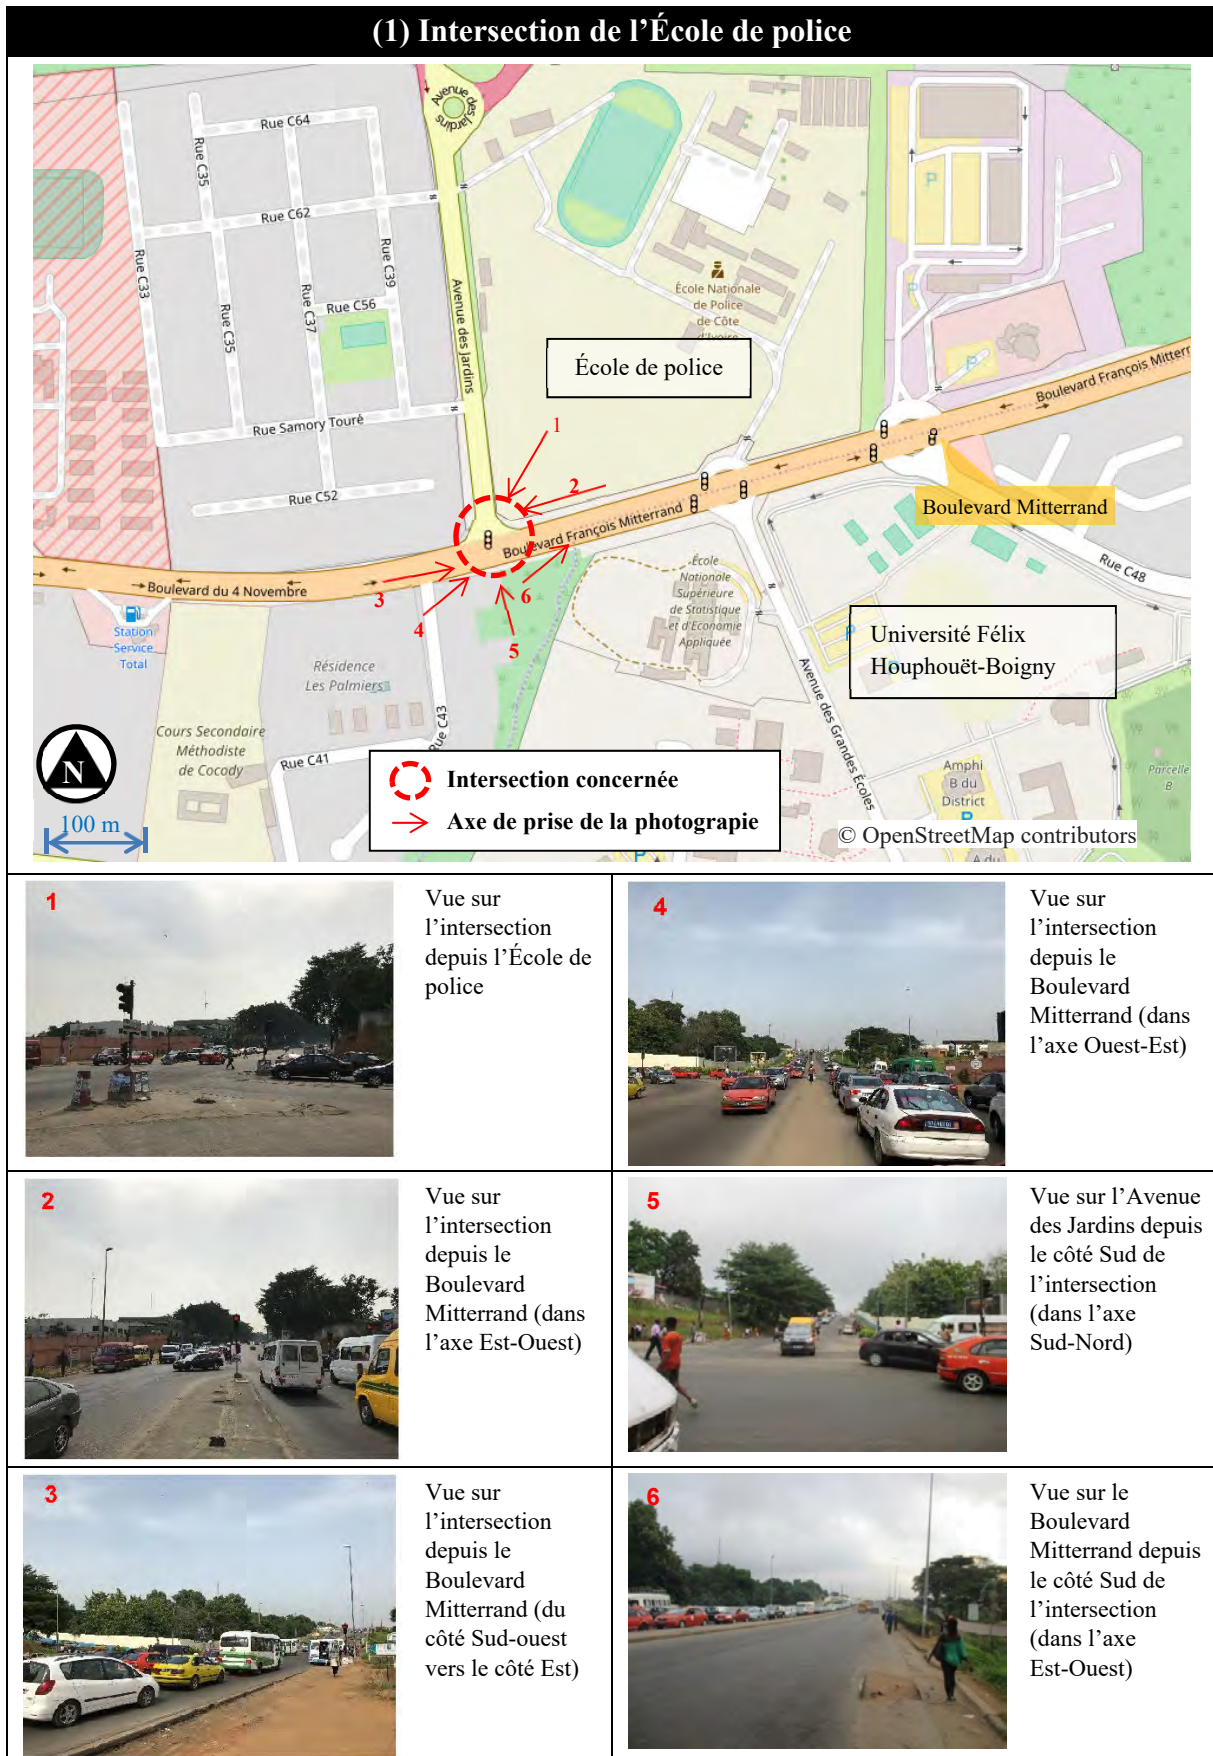 (1) Intersection de l’École de police
Avenue des Jardins
Rue C64
Rue C35
Rue C62
Rue C33
Rue C39
Rue C56
Rue C37
Rue C35
Avenue des Jardins
Rue Samory Touré
Rue C52
École Nationale
de Police
de Côte
d'Ivoire
École de police
1
2
3
4
5
6
Boulevard François Mitterr
Boulevard François Mitterrand
Boulevard Mitterrand
Boulevard du 4 Novembre
Rue C48
P
P
P
Station
Service
Total
École
Nationale
Supérieure
de Statistique
et d'Economie
Appliquée
P
Université Félix
Houphouët-Boigny
Résidence
Les Palmiers
Avenue des Grandes Écoles
Cours Secondaire
Méthodiste
de Cocody
Rue C43
Rue C41
Amphi
B du
District
P
Parcelle
B
N
100 m
Intersection concernée
Axe de prise de la photograpie
© OpenStreetMap contributors
P
A du
1
Vue sur
l’intersection
depuis l’École de
police
4
Vue sur
l’intersection
depuis le
Boulevard
Mitterrand (dans
l’axe Ouest-Est)
2
Vue sur
l’intersection
depuis le
Boulevard
Mitterrand (dans
l’axe Est-Ouest)
5
Vue sur l’Avenue
des Jardins depuis
le côté Sud de
l’intersection
(dans l’axe
Sud-Nord)
3
Vue sur
l’intersection
depuis le
Boulevard
Mitterrand (du
côté Sud-ouest
vers le côté Est)
6
Vue sur le
Boulevard
Mitterrand depuis
le côté Sud de
l’intersection
(dans l’axe
Est-Ouest)